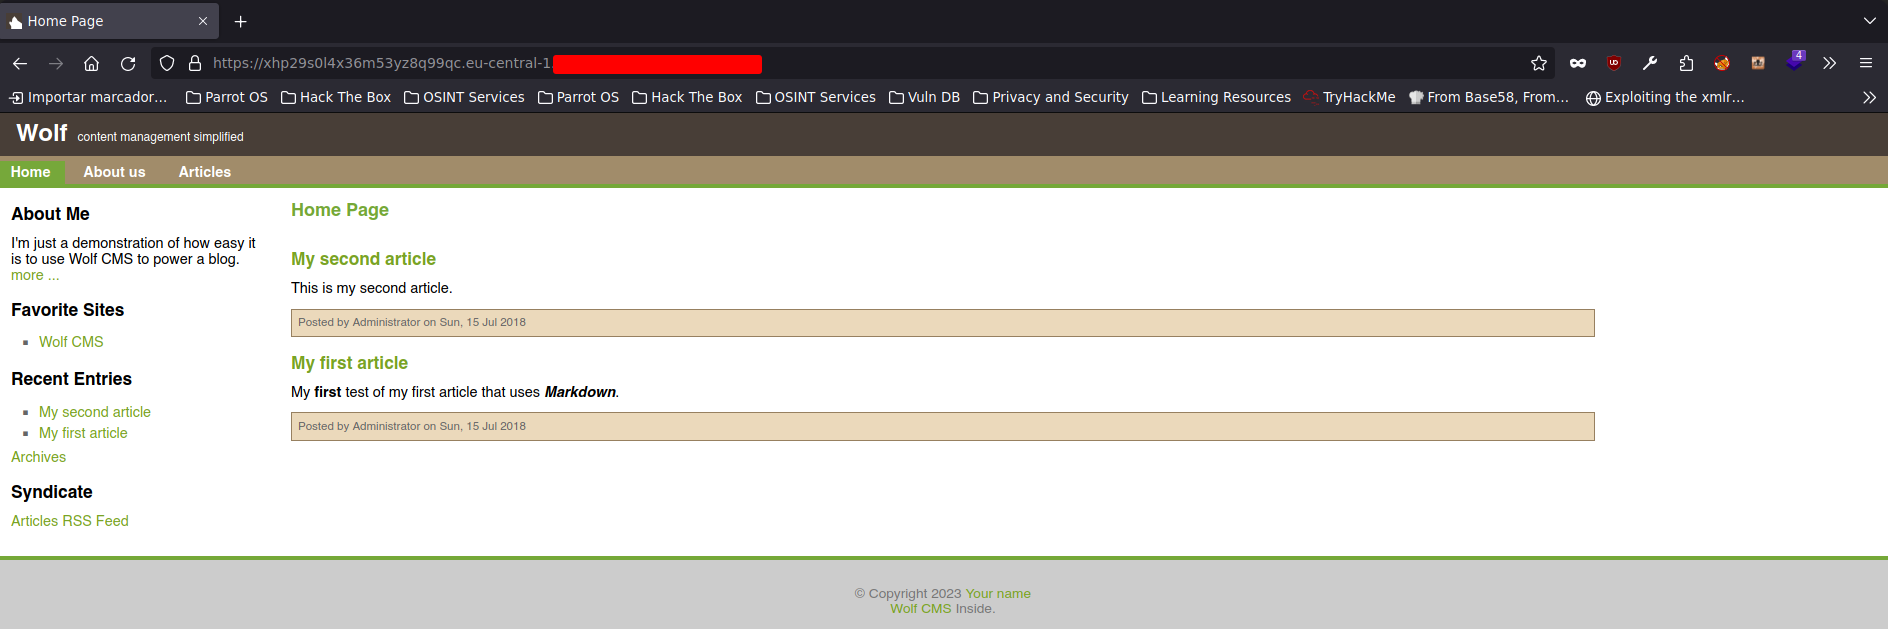 Home Page
https://xhp29s0l4x36m53yz8q99qc.eu-central-1.
4
Importar marcador... Parrot OS Hack The Box OSINT Services Parrot OS Hack The Box OSINT Services Vuln DB Privacy and Security Learning Resources TryHackMe From Base58, From... Exploiting the xmlr...
Wolf content management simplified
Home About us Articles
About Me
I'm just a demonstration of how easy it
is to use Wolf CMS to power a blog.
more ...
Favorite Sites
Wolf CMS
Recent Entries
My second article
My first article
Archives
Syndicate
Articles RSS Feed
Home Page
My second article
This is my second article.
Posted by Administrator on Sun, 15 Jul 2018
My first article
My first test of my first article that uses Markdown.
Posted by Administrator on Sun, 15 Jul 2018
© Copyright 2023 Your name
Wolf CMS Inside.